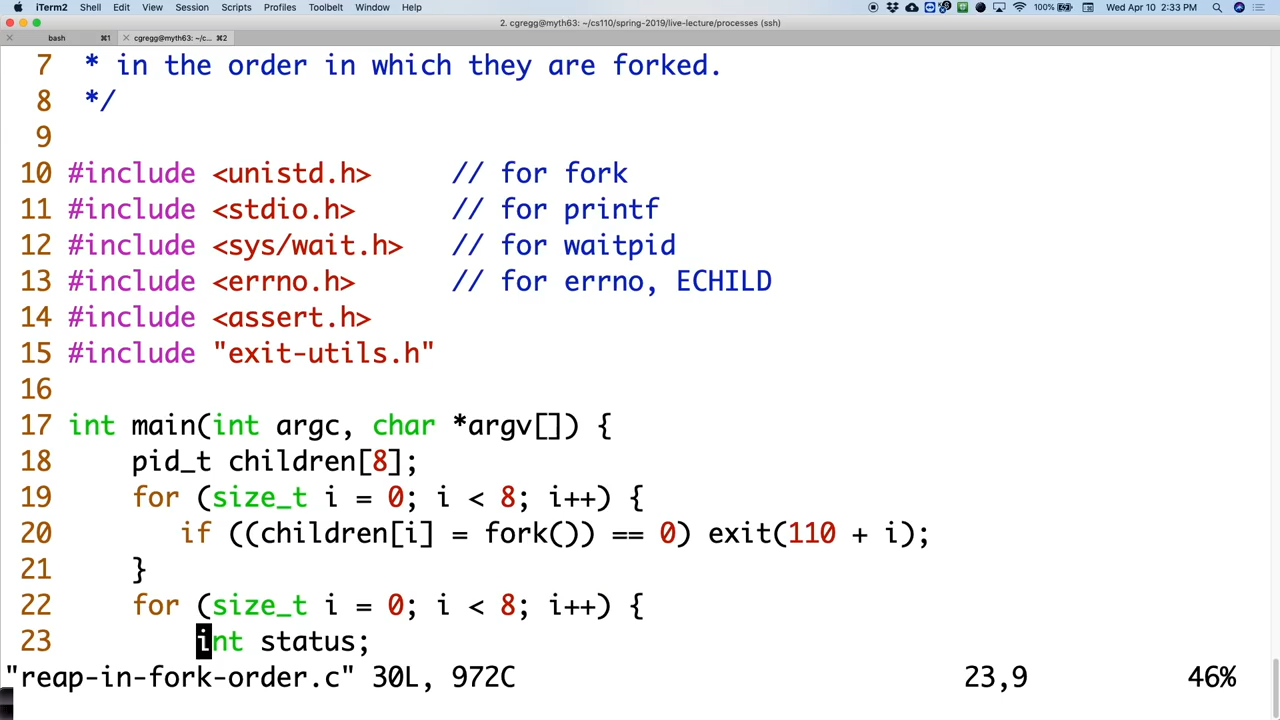 iTerm2 Shell Edit View Session Scripts Profiles Toolbelt Window Help 100% Wed Apr 10 2:33 PM
2. cgregg@myth63: ~/cs110/spring-2019/live-lecture/processes (ssh)
bash ⌘1 cgregg@myth63: ~/c... ⌘2
7 * in the order in which they are forked.
8 */
9
10 #include <unistd.h> // for fork
11 #include <stdio.h> // for printf
12 #include <sys/wait.h> // for waitpid
13 #include <errno.h> // for errno, ECHILD
14 #include <assert.h>
15 #include "exit-utils.h"
16
17 int main(int argc, char *argv[]) {
18 pid_t children[8];
19 for (size_t i = 0; i < 8; i++) {
20 if ((children[i] = fork()) == 0) exit(110 + i);
21 }
22 for (size_t i = 0; i < 8; i++) {
23 int status;
"reap-in-fork-order.c" 30L, 972C 23,9 46%